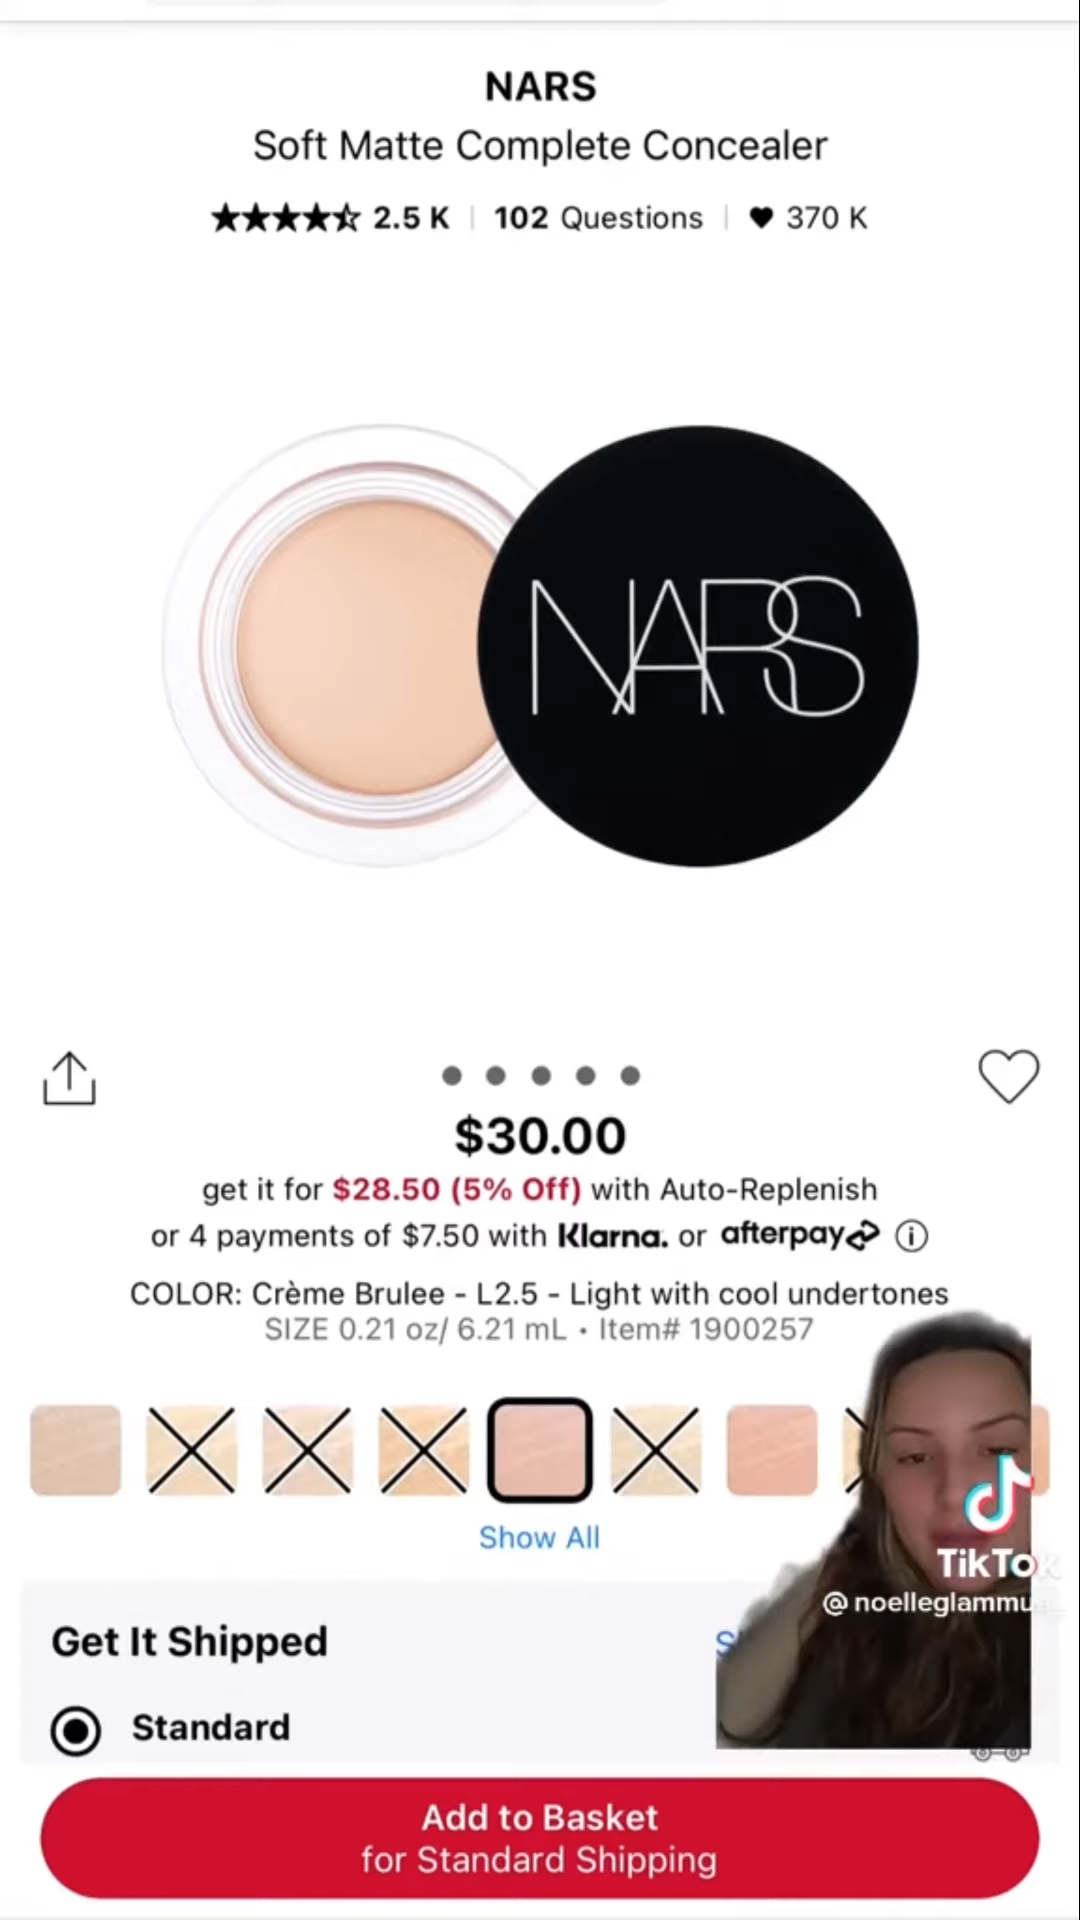 NARS
Soft Matte Complete Concealer
2.5 K | 102 Questions | 370 K
NARS
$30.00
get it for $28.50 (5% Off) with Auto-Replenish
or 4 payments of $7.50 with Klarna. or afterpay
COLOR: Crème Brulee - L2.5 - Light with cool undertones
SIZE 0.21 oz/ 6.21 mL • Item# 1900257
Show All
TikTok
@noelleglammua_
Get It Shipped
Standard
Add to Basket
for Standard Shipping